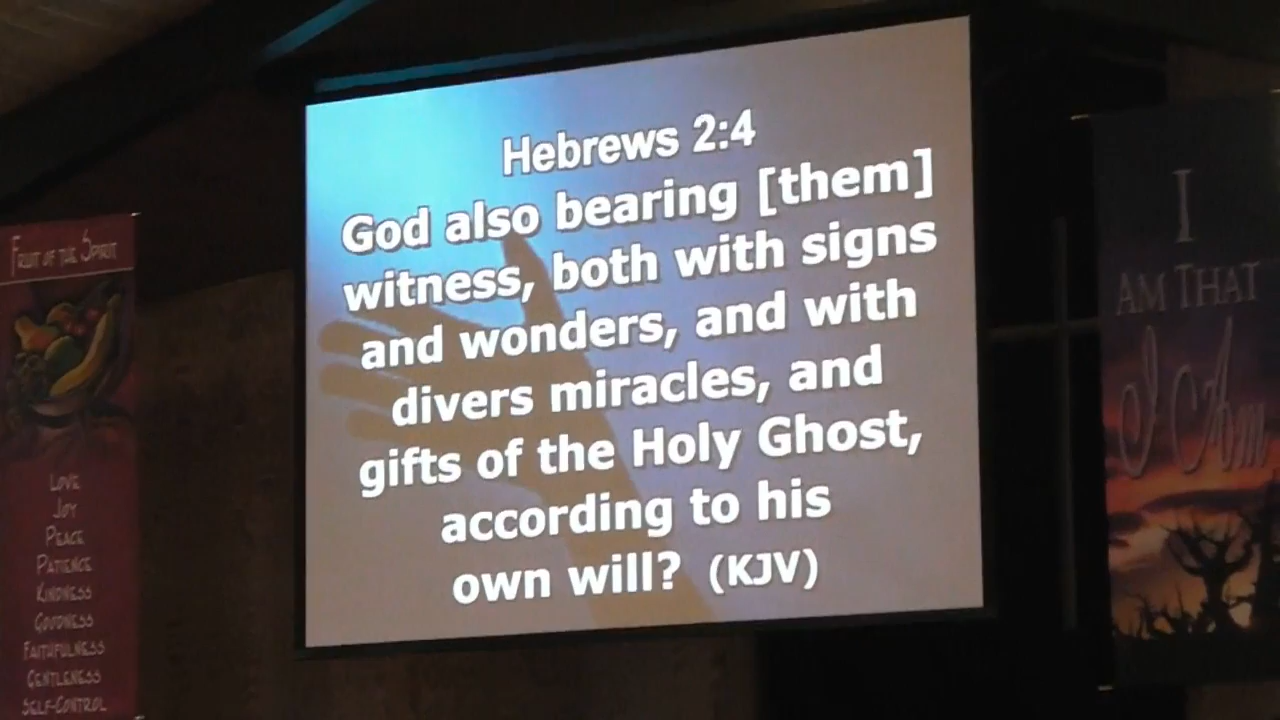 Hebrews 2:4
God also bearing [them]
witness, both with signs
and wonders, and with
divers miracles, and
gifts of the Holy Ghost,
according to his
own will? (KJV)
FRUIT OF THE SPIRIT
LOVE
JOY
PEACE
PATIENCE
KINDNESS
GOODNESS
FAITHFULNESS
GENTLENESS
SELF-CONTROL
I
AM THAT
I Am